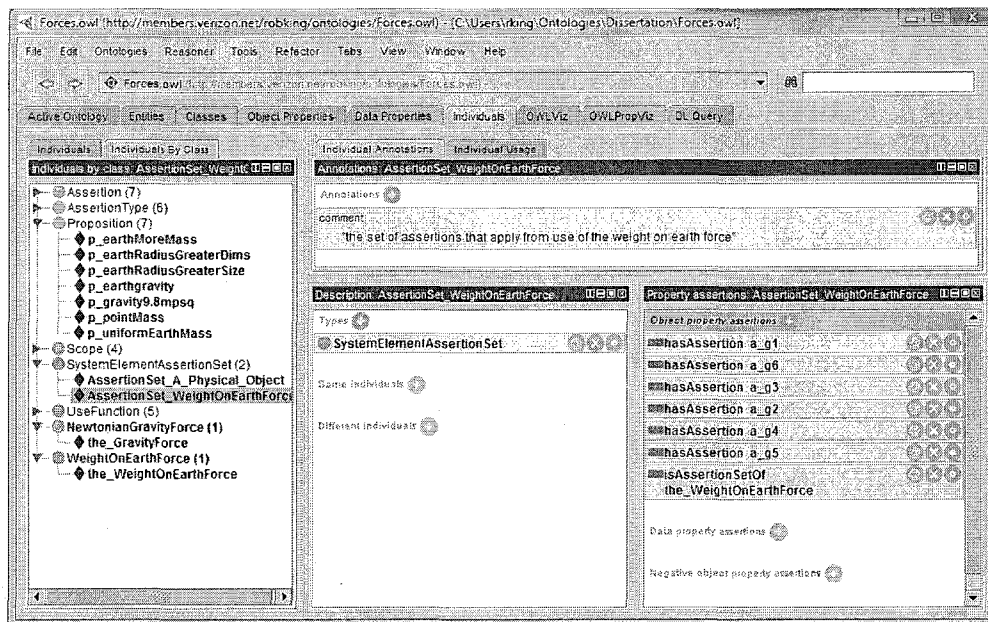 Forces.owl (http://members.verizon.net/robking/ontologies/Forces.owl) - [C:\Users\rking\Ontologies\Dissertation\Forces.owl]
File Edit Ontologies Reasoner Tools Refactor Tabs View Window Help
Forces.owl
Active Ontology Entities Classes Object Properties Data Properties Individuals OWLViz OWLPropViz DL Query
Individuals Individuals By Class
Individual Annotations Individual Usage
Individuals by class: AssertionSet_Weight
Assertion (7)
AssertionType (6)
Proposition (7)
p_earthMoreMass
p_earthRadiusGreaterDims
p_earthRadiusGreaterSize
p_earthgravity
p_gravity9.8mpsq
p_pointMass
p_uniformEarthMass
Scope (4)
SystemElementAssertionSet (2)
AssertionSet_A_Physical_Object
AssertionSet_WeightOnEarthForce
UseFunction (5)
NewtonianGravityForce (1)
the_GravityForce
WeightOnEarthForce (1)
the_WeightOnEarthForce
Annotations: AssertionSet_WeightOnEarthForce
Annotations
comment
"the set of assertions that apply from use of the weight on earth force"
Description: AssertionSet_WeightOnEarthForce
Types
SystemElementAssertionSet
Same individuals
Different individuals
Property assertions: AssertionSet_WeightOnEarthForce
Object property assertions
hasAssertion a_g1
hasAssertion a_g6
hasAssertion a_g3
hasAssertion a_g2
hasAssertion a_g4
hasAssertion a_g5
isAssertionSetOf
the_WeightOnEarthForce
Data property assertions
Negative object property assertions